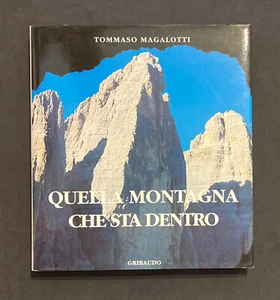 TOMMASO MAGALOTTI
QUELLA MONTAGNA
CHE STA DENTRO
GRIBAUDO